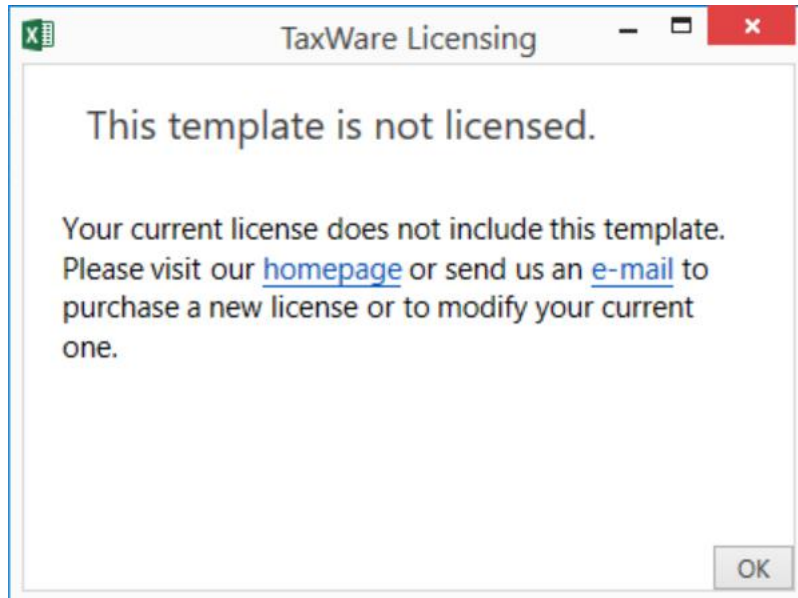 TaxWare Licensing
This template is not licensed.
Your current license does not include this template.
Please visit our homepage or send us an e-mail to
purchase a new license or to modify your current
one.
OK